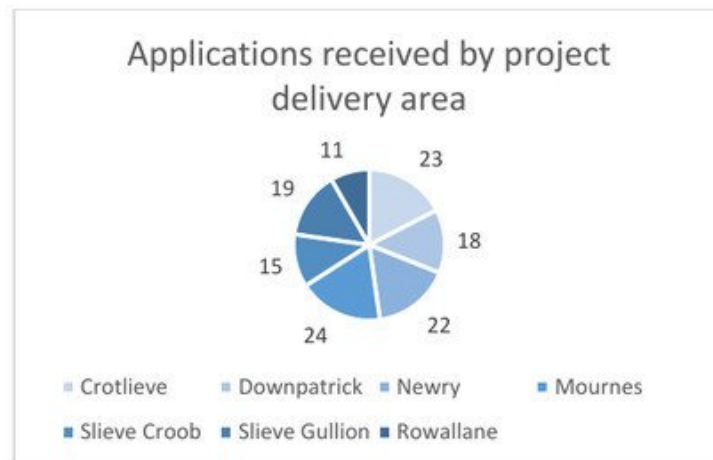 Applications received by project
delivery area
11
23
19
18
15
22
24
Crotlieve Downpatrick Newry Mournes
Slieve Croob Slieve Gullion Rowallane